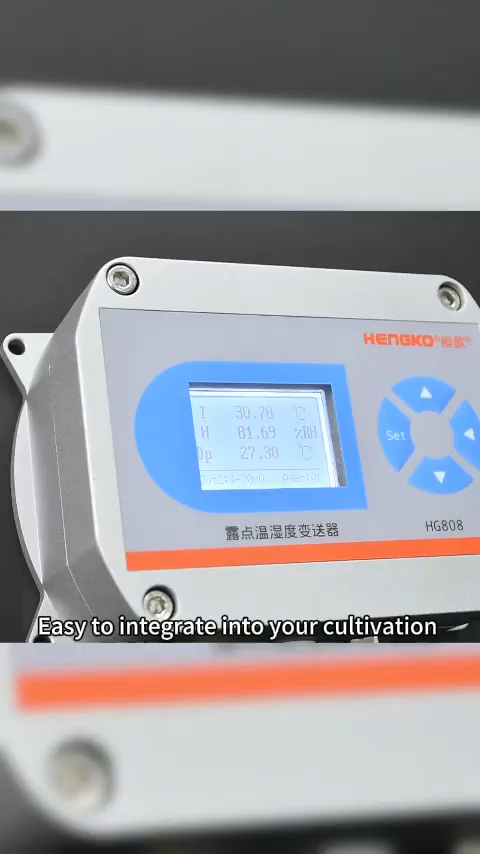 HENGKO®恒歌®
T 30.78 ℃
H 81.69 %RH
Dp 27.30 ℃
Set
露点温湿度变送器
HG808
Easy to integrate into your cultivation